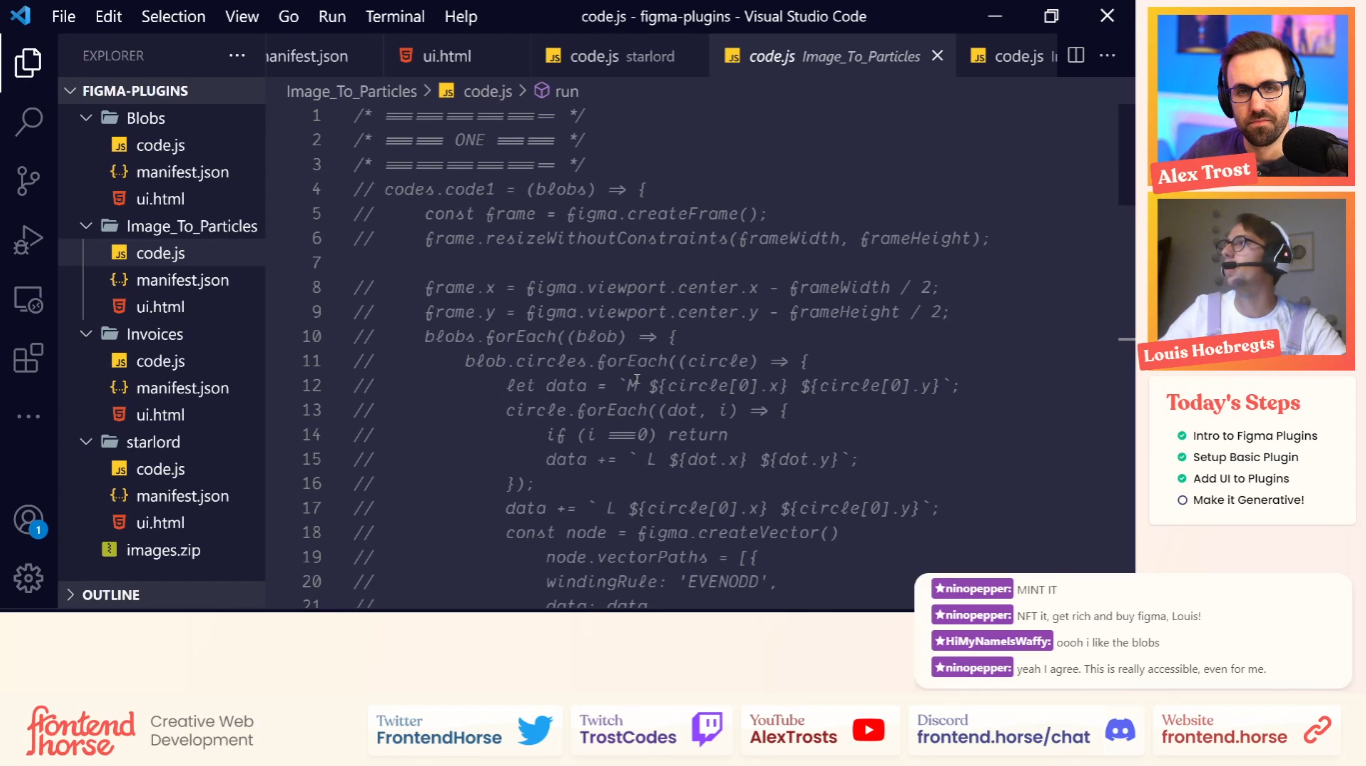 File Edit Selection View Go Run Terminal Help code.js - figma-plugins - Visual Studio Code
EXPLORER ··· manifest.json ui.html code.js starlord code.js Image_To_Particles code.js
FIGMA-PLUGINS
Image_To_Particles > code.js > run
Blobs
code.js
manifest.json
ui.html
Image_To_Particles
code.js
manifest.json
ui.html
Invoices
code.js
manifest.json
ui.html
starlord
code.js
manifest.json
ui.html
images.zip
OUTLINE
1 /* ================= */
2 /* ===== ONE ===== */
3 /* ================= */
4 // codes.code1 = (blobs) => {
5 // const frame = figma.createFrame();
6 // frame.resizeWithoutConstraints(frameWidth, frameHeight);
7
8 // frame.x = figma.viewport.center.x - frameWidth / 2;
9 // frame.y = figma.viewport.center.y - frameHeight / 2;
10 // blobs.forEach((blob) => {
11 // blob.circles.forEach((circle) => {
12 // let data = `M ${circle[0].x} ${circle[0].y}`;
13 // circle.forEach((dot, i) => {
14 // if (i ===0) return
15 // data += ` L ${dot.x} ${dot.y}`;
16 // });
17 // data += ` L ${circle[0].x} ${circle[0].y}`;
18 // const node = figma.createVector()
19 // node.vectorPaths = [{
20 // windingRule: 'EVENODD',
21 // data: data
1
Alex Trost
Louis Hoebregts
Today's Steps
Intro to Figma Plugins
Setup Basic Plugin
Add UI to Plugins
Make it Generative!
★ninopepper: MINT IT
★ninopepper: NFT it, get rich and buy figma, Louis!
★HiMyNameIsWaffy: oooh i like the blobs
★ninopepper: yeah I agree. This is really accessible, even for me.
frontend
horse
Creative Web
Development
Twitter
FrontendHorse
Twitch
TrostCodes
YouTube
AlexTrosts
Discord
frontend.horse/chat
Website
frontend.horse